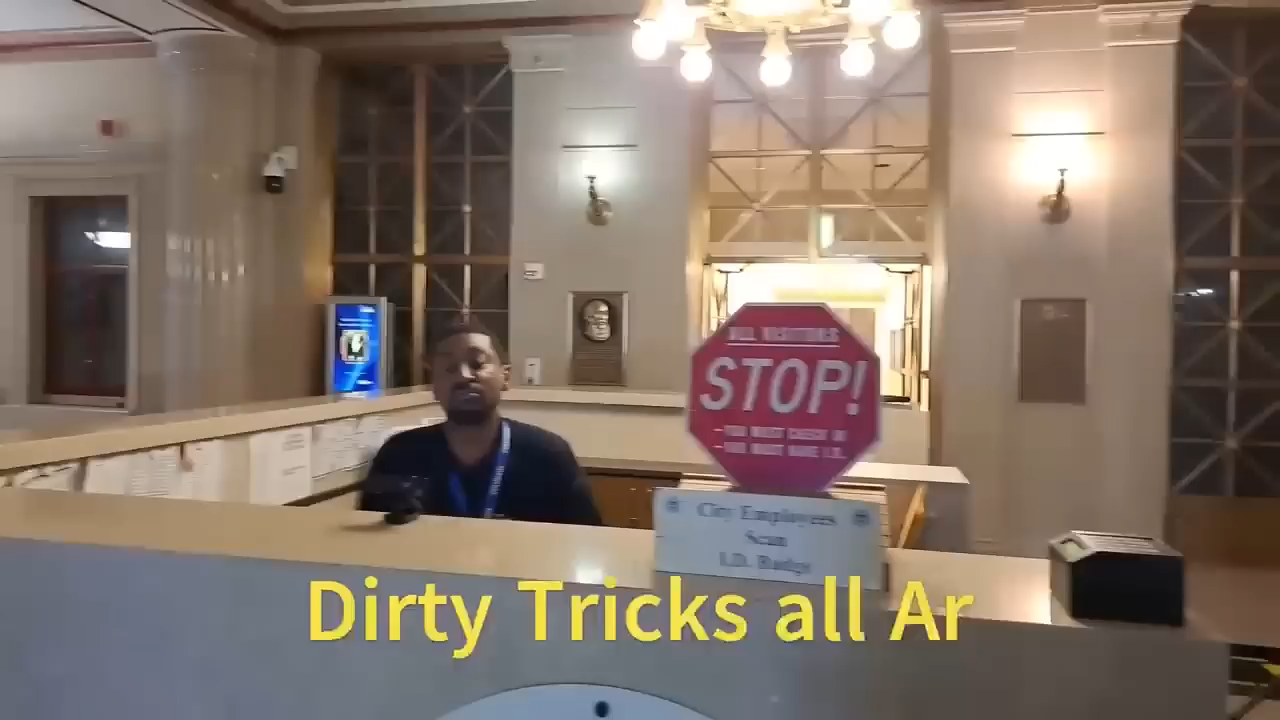 ALL VISITORS
STOP!
YOU MUST CHECK IN
YOU MUST HAVE I.D.
City Employees
Scan
I.D. Badge
Dirty Tricks all Ar